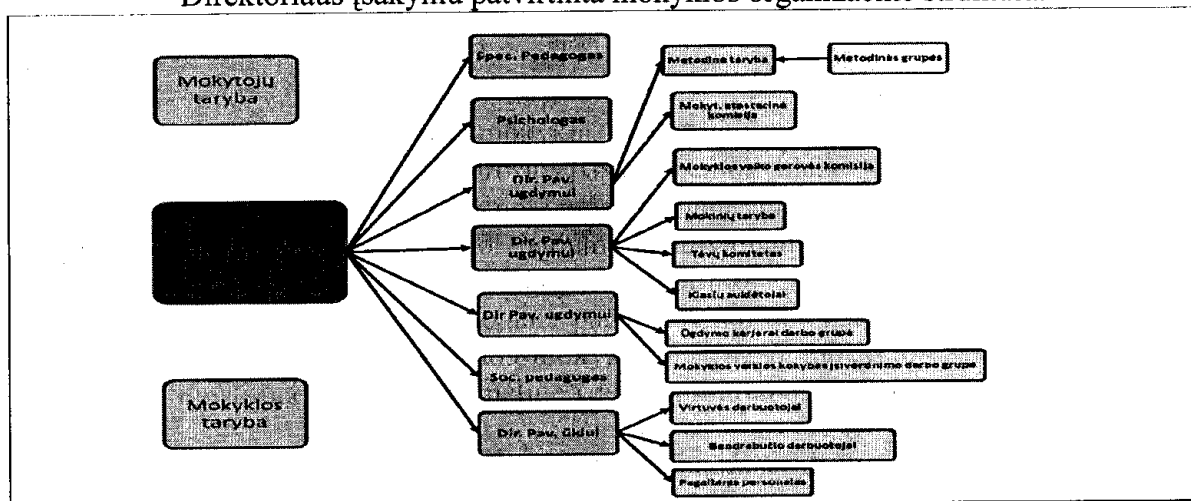 Direktoriaus įsakymu patvirtinta mokyklos organizacinė struktūra
Mokytojų
taryba
Mokyklos
taryba
Spec. Pedagogas
Psichologas
Dir. Pav.
ugdymui
Dir. Pav.
ugdymui
Dir Pav. ugdymui
Soc. pedagogas
Dir. Pav. ūkiui
Metodinė taryba
Metodinės grupės
Mokyt. atestacinė
komisija
Mokyklos vaiko gerovės komisija
Mokinių taryba
Tėvų komitetas
Klasių auklėtojai
Ugdymo karjerai darbo grupė
Mokyklos veiklos kokybės įsivertinimo darbo grupė
Virtuvės darbuotojai
Bendrabučio darbuotojai
Pagalbinis personalas